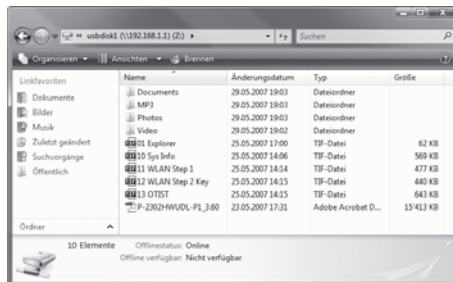 usbdisk1 (\\192.168.1.1) (Z:)
Suchen
Organisieren Ansichten Brennen
Linkfavoriten
Dokumente
Bilder
Musik
Zuletzt geändert
Suchvorgänge
Öffentlich
Ordner
Name Änderungsdatum Typ Größe
Documents 29.05.2007 19:03 Dateiordner
MP3 29.05.2007 19:03 Dateiordner
Photos 29.05.2007 19:03 Dateiordner
Video 29.05.2007 19:02 Dateiordner
01 Explorer 25.05.2007 17:00 TIF-Datei 62 KB
10 Sys Info 25.05.2007 14:06 TIF-Datei 569 KB
11 WLAN Step 1 25.05.2007 14:14 TIF-Datei 477 KB
12 WLAN Step 2 Key 25.05.2007 14:15 TIF-Datei 440 KB
13 OTIST 25.05.2007 14:15 TIF-Datei 643 KB
P-2302HWUDL-P1_3.60 23.05.2007 17:31 Adobe Acrobat D... 15'413 KB
10 Elemente Offlinestatus: Online
Offline verfügbar: Nicht verfügbar